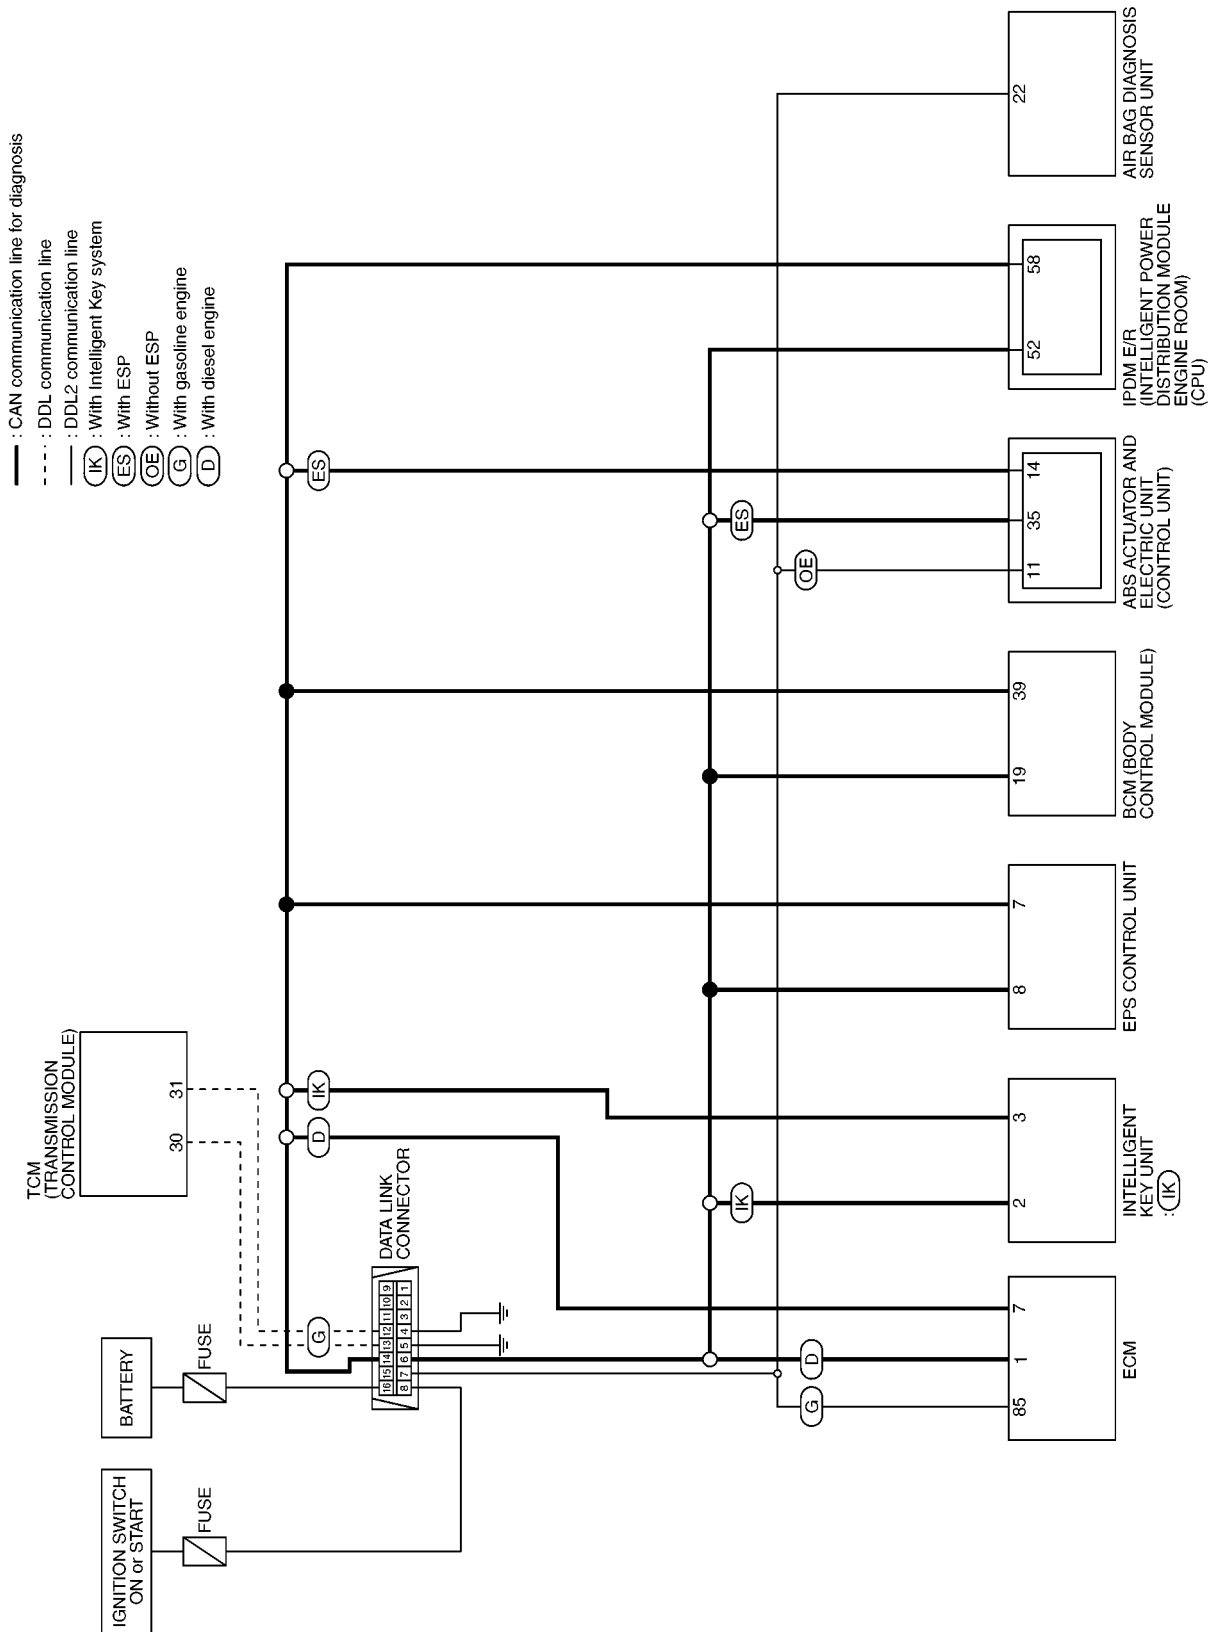 : CAN communication line for diagnosis
: DDL communication line
: DDL2 communication line
IK : With Intelligent Key system
ES : With ESP
OE : Without ESP
G : With gasoline engine
D : With diesel engine
IGNITION SWITCH
ON or START
FUSE
BATTERY
FUSE
TCM
(TRANSMISSION
CONTROL MODULE)
30
31
G
DATA LINK
CONNECTOR
16 15 14 13 12 11 10 9
8 7 6 5 4 3 2 1
D
IK
ES
IK
ES
OE
G
D
85
1
7
ECM
2
3
INTELLIGENT
KEY UNIT
: IK
8
7
EPS CONTROL UNIT
19
39
BCM (BODY
CONTROL MODULE)
11
35
14
ABS ACTUATOR AND
ELECTRIC UNIT
(CONTROL UNIT)
52
58
IPDM E/R
(INTELLIGENT POWER
DISTRIBUTION MODULE
ENGINE ROOM)
(CPU)
22
AIR BAG DIAGNOSIS
SENSOR UNIT